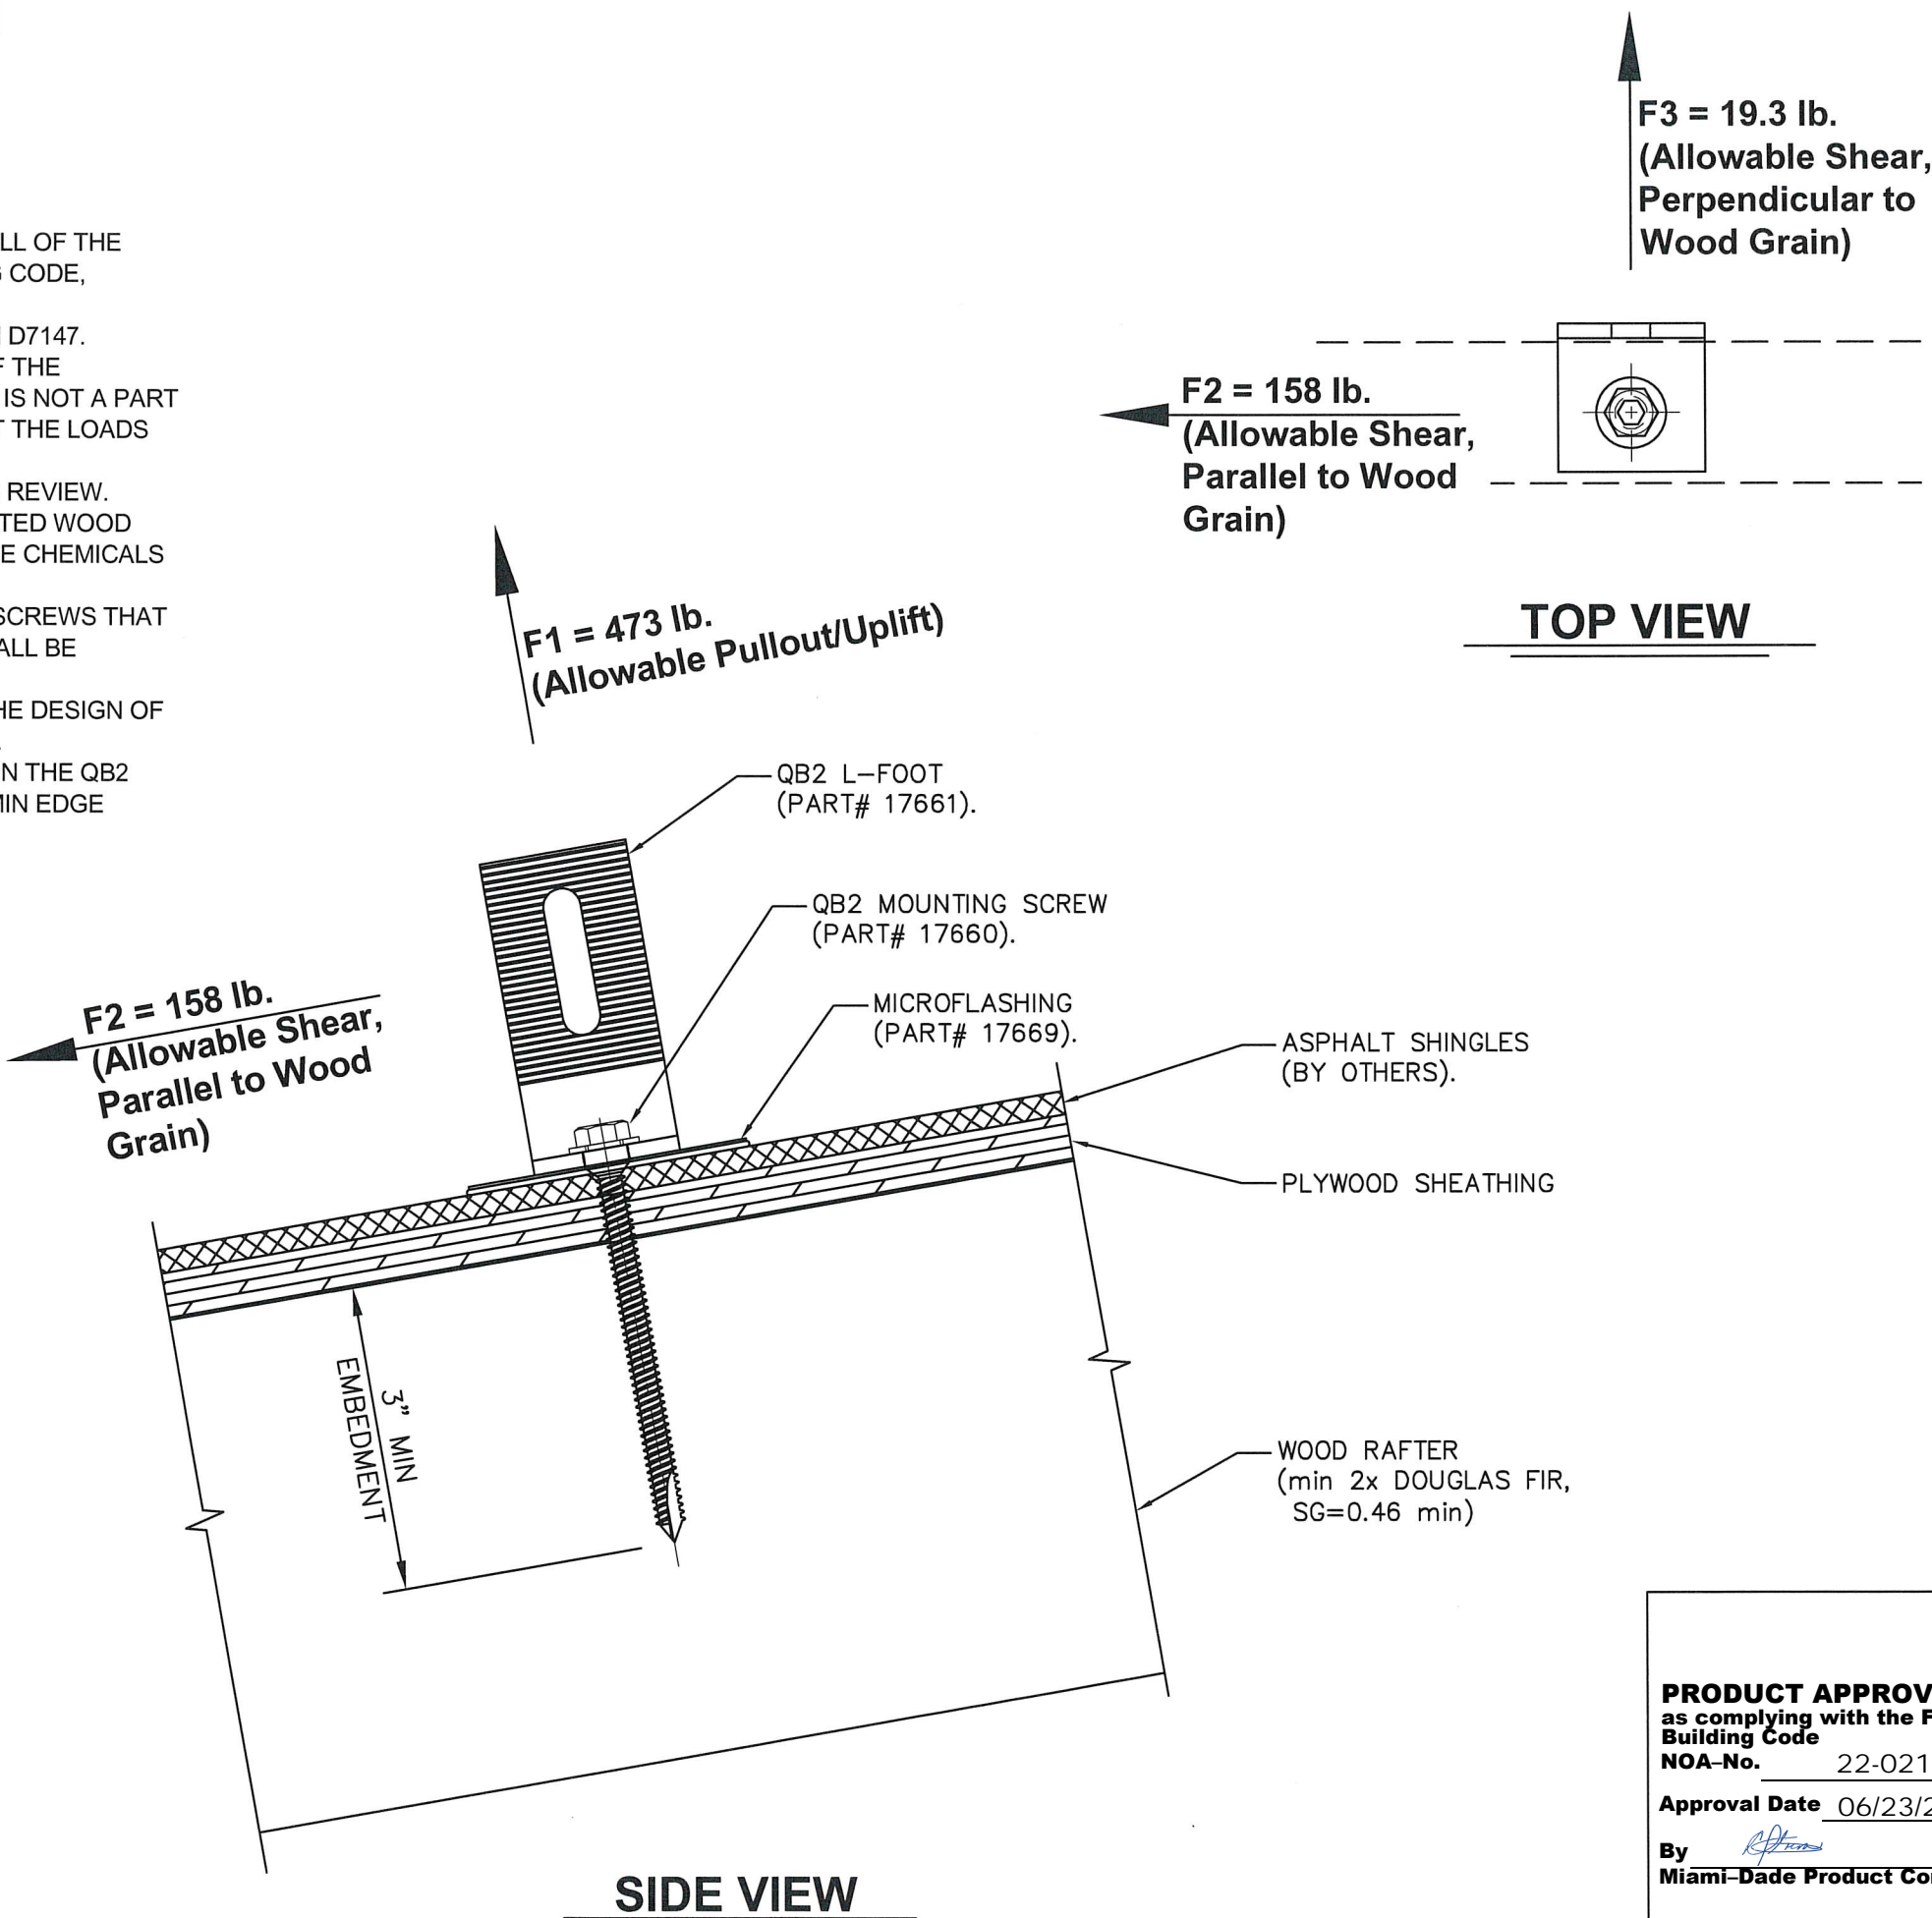 LL OF THE
CODE,
D7147.
THE
IS NOT A PART
THE LOADS
REVIEW.
TED WOOD
E CHEMICALS
SCREWS THAT
ALL BE
HE DESIGN OF
N THE QB2
MIN EDGE
F3 = 19.3 lb.
(Allowable Shear,
Perpendicular to
Wood Grain)
F2 = 158 lb.
(Allowable Shear,
Parallel to Wood
Grain)
TOP VIEW
F1 = 473 lb.
(Allowable Pullout/Uplift)
QB2 L-FOOT
(PART# 17661).
QB2 MOUNTING SCREW
(PART# 17660).
MICROFLASHING
(PART# 17669).
F2 = 158 lb.
(Allowable Shear,
Parallel to Wood
Grain)
ASPHALT SHINGLES
(BY OTHERS).
PLYWOOD SHEATHING
3" MIN
EMBEDMENT
WOOD RAFTER
(min 2x DOUGLAS FIR,
SG=0.46 min)
SIDE VIEW
PRODUCT APPROV
as complying with the F
Building Code
NOA-No. 22-021
Approval Date 06/23/2
By
Miami-Dade Product Co